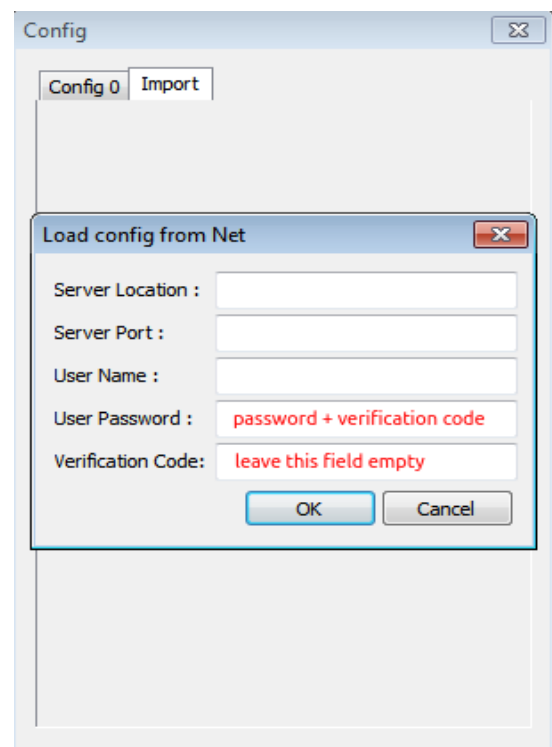 Config
Config 0 Import
Load config from Net
Server Location :
Server Port :
User Name :
User Password : password + verification code
Verification Code: leave this field empty
OK Cancel